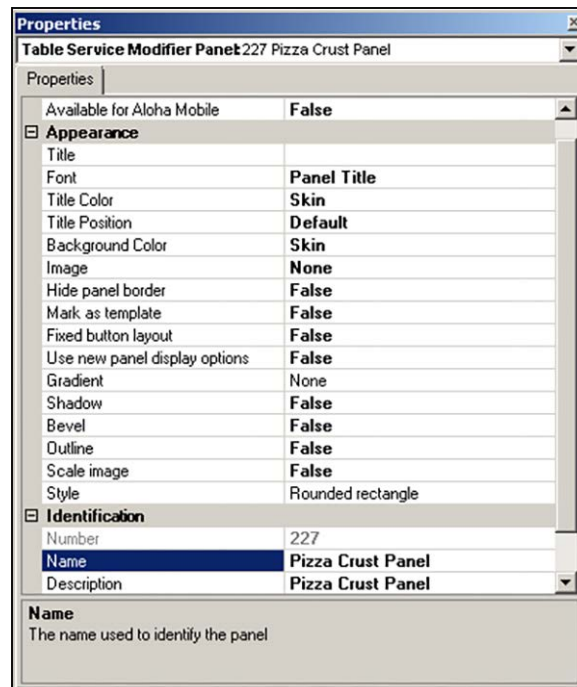 Properties
Table Service Modifier Panel: 227 Pizza Crust Panel
Properties
Available for Aloha Mobile False
Appearance
Title
Font Panel Title
Title Color Skin
Title Position Default
Background Color Skin
Image None
Hide panel border False
Mark as template False
Fixed button layout False
Use new panel display options False
Gradient None
Shadow False
Bevel False
Outline False
Scale image False
Style Rounded rectangle
Identification
Number 227
Name Pizza Crust Panel
Description Pizza Crust Panel
Name
The name used to identify the panel